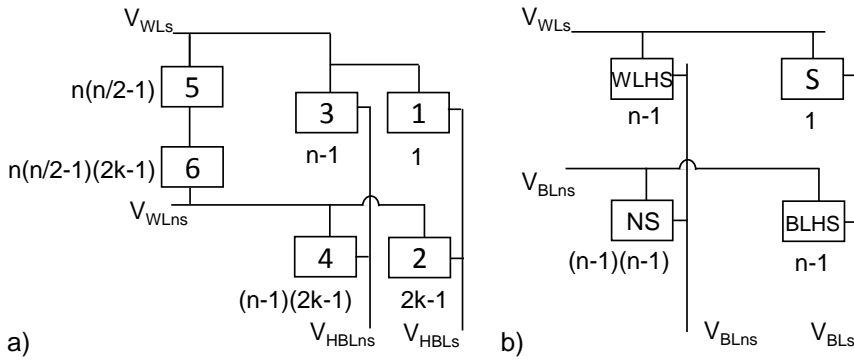 V_WLs
5
n(n/2-1)
3
n-1
1
1
6
n(n/2-1)(2k-1)
V_WLns
4
(n-1)(2k-1)
2
2k-1
V_HBLns
V_HBLs
a)
V_WLs
WLHS
n-1
S
1
V_BLns
NS
(n-1)(n-1)
BLHS
n-1
V_BLns
V_BLs
b)